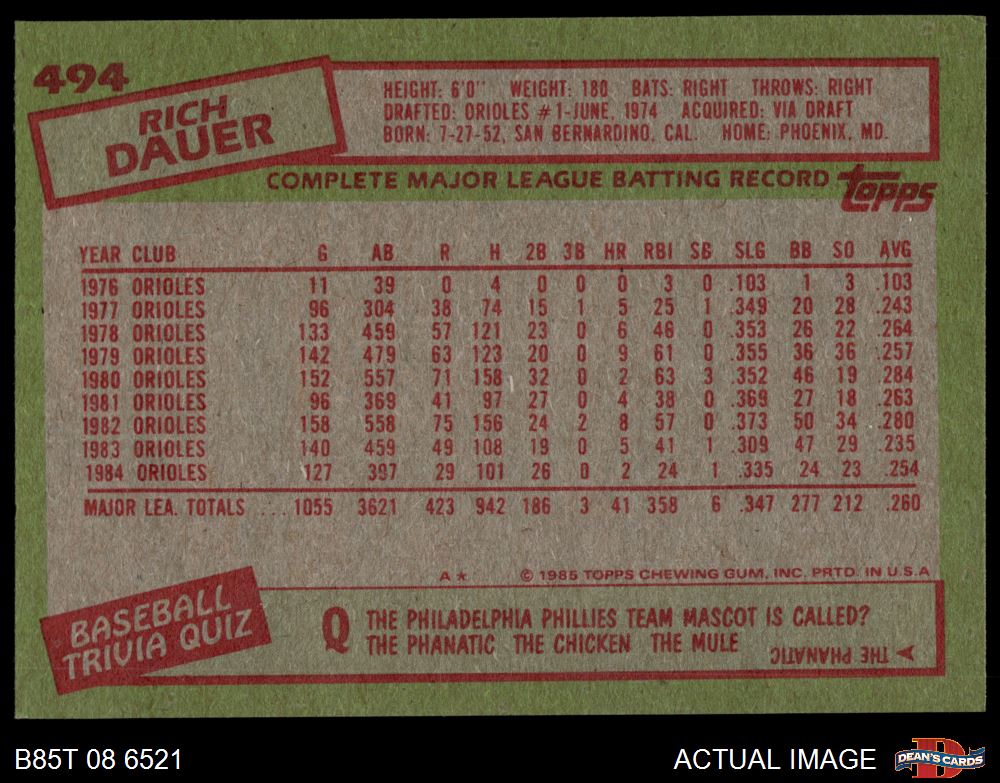 494
RICH
DAUER
HEIGHT: 6'0" WEIGHT: 180 BATS: RIGHT THROWS: RIGHT
DRAFTED: ORIOLES #1-JUNE, 1974 ACQUIRED: VIA DRAFT
BORN: 7-27-52, SAN BERNARDINO, CAL. HOME: PHOENIX, MD.
COMPLETE MAJOR LEAGUE BATTING RECORD topps
YEAR CLUB G AB R H 2B 3B HR RBI SB SLG BB SO AVG
1976 ORIOLES 11 39 0 4 0 0 0 3 0 .103 1 3 .103
1977 ORIOLES 96 304 38 74 15 1 5 25 1 .349 20 28 .243
1978 ORIOLES 133 459 57 121 23 0 6 46 0 .353 26 22 .264
1979 ORIOLES 142 479 63 123 20 0 9 61 0 .355 36 36 .257
1980 ORIOLES 152 557 71 158 32 0 2 63 3 .352 46 19 .284
1981 ORIOLES 96 369 41 97 27 0 4 38 0 .369 27 18 .263
1982 ORIOLES 158 558 75 156 24 2 8 57 0 .373 50 34 .280
1983 ORIOLES 140 459 49 108 19 0 5 41 1 .309 47 29 .235
1984 ORIOLES 127 397 29 101 26 0 2 24 1 .335 24 23 .254
MAJOR LEA. TOTALS ... 1055 3621 423 942 186 3 41 358 6 .347 277 212 .260
A* © 1985 TOPPS CHEWING GUM, INC. PRTD. IN U.S.A
BASEBALL
TRIVIA QUIZ
Q THE PHILADELPHIA PHILLIES TEAM MASCOT IS CALLED?
THE PHANATIC THE CHICKEN THE MULE
THE PHANATIC
B85T 08 6521
ACTUAL IMAGE
D
DEAN'S CARDS